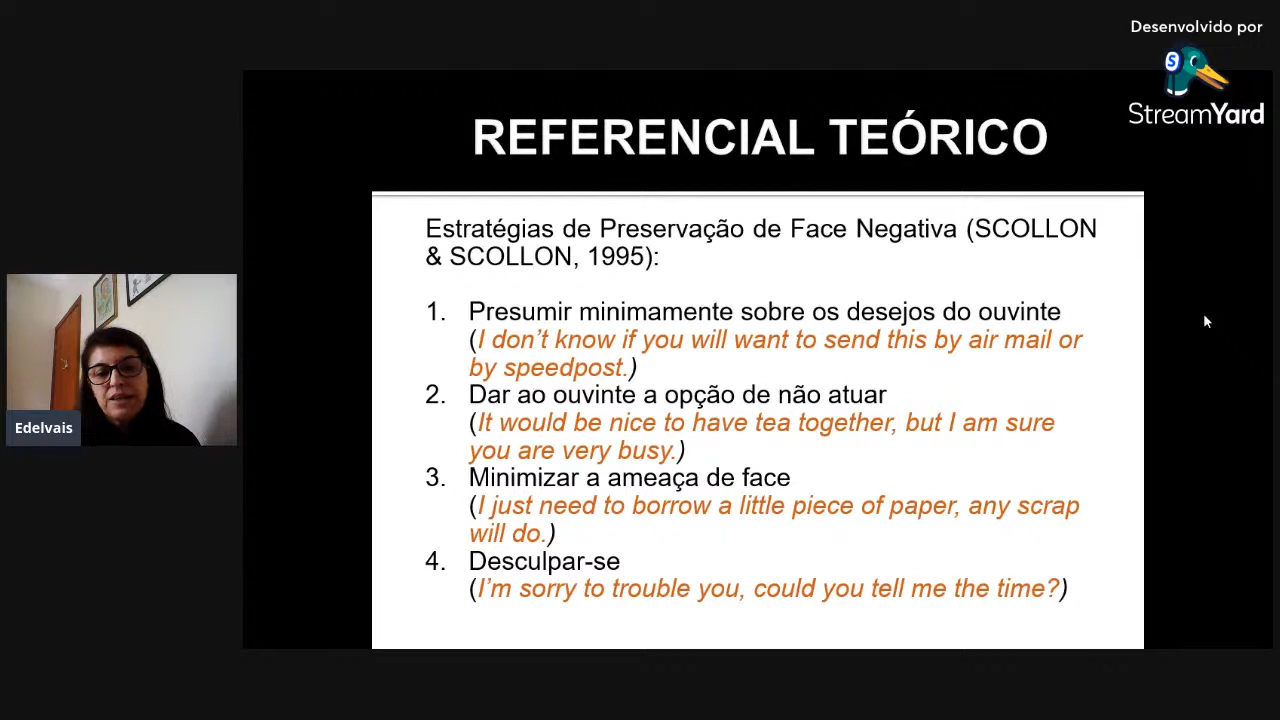 Desenvolvido por
S
StreamYard
REFERENCIAL TEÓRICO
Estratégias de Preservação de Face Negativa (SCOLLON
& SCOLLON, 1995):
1. Presumir minimamente sobre os desejos do ouvinte
(I don’t know if you will want to send this by air mail or
by speedpost.)
2. Dar ao ouvinte a opção de não atuar
(It would be nice to have tea together, but I am sure
you are very busy.)
3. Minimizar a ameaça de face
(I just need to borrow a little piece of paper, any scrap
will do.)
4. Desculpar-se
(I’m sorry to trouble you, could you tell me the time?)
Edelvais